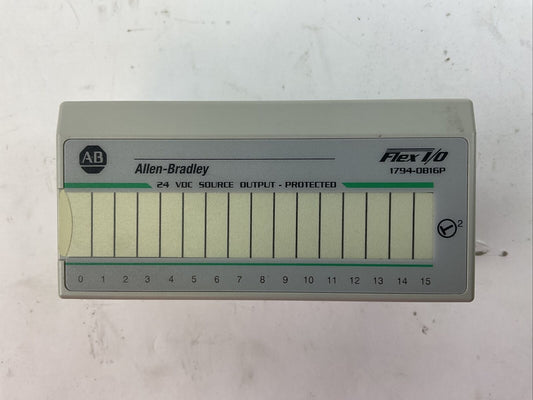 AB
Allen-Bradley
Flex I/O
1794-OB16P
24 VDC SOURCE OUTPUT - PROTECTED
2
0 1 2 3 4 5 6 7 8 9 10 11 12 13 14 15